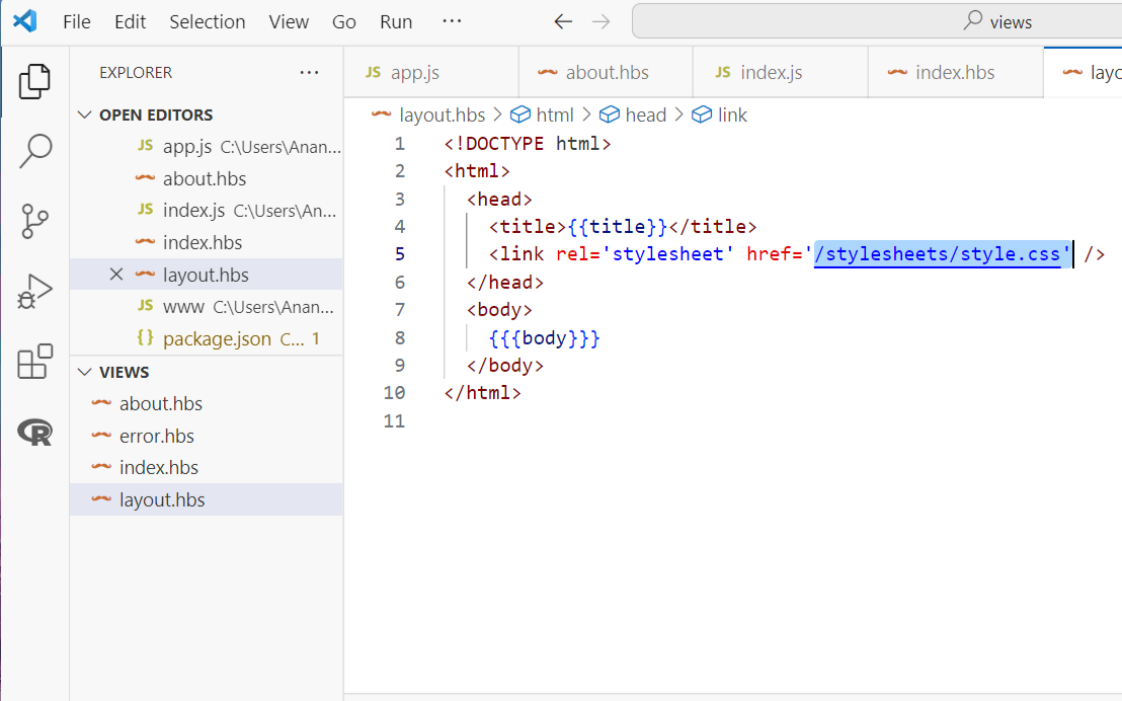 File Edit Selection View Go Run ··· ← → views
EXPLORER ···
OPEN EDITORS
JS app.js C:\Users\Anan...
about.hbs
JS index.js C:\Users\An...
index.hbs
× layout.hbs
JS www C:\Users\Anan...
{} package.json C... 1
VIEWS
about.hbs
error.hbs
index.hbs
layout.hbs
R
JS app.js about.hbs JS index.js index.hbs layo
layout.hbs > html > head > link
1 <!DOCTYPE html>
2 <html>
3 <head>
4 <title>{{title}}</title>
5 <link rel='stylesheet' href='/stylesheets/style.css' />
6 </head>
7 <body>
8 {{{body}}}
9 </body>
10 </html>
11